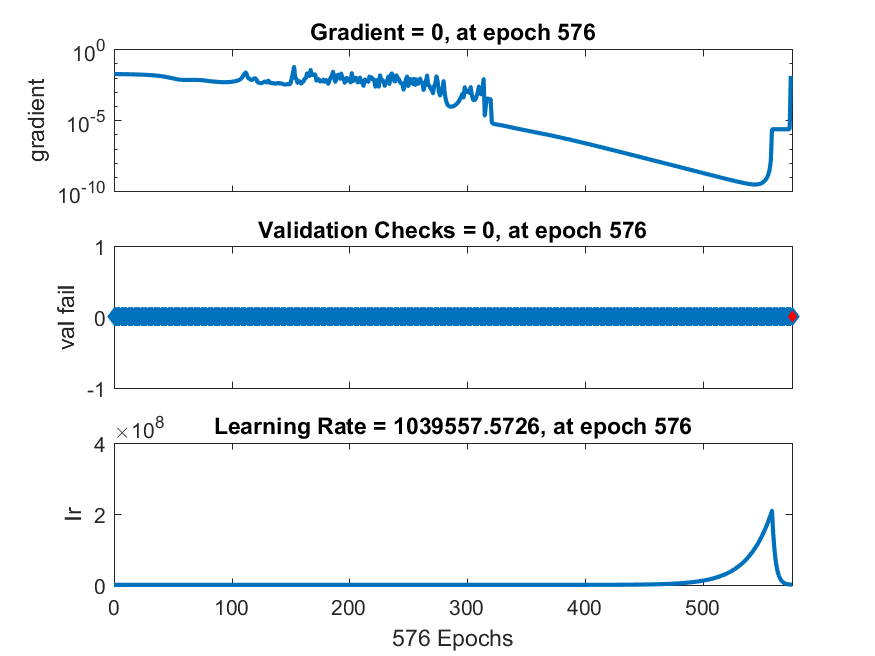 Gradient = 0, at epoch 576
10^0
10^-5
10^-10
gradient
Validation Checks = 0, at epoch 576
1
0
-1
val fail
Learning Rate = 1039557.5726, at epoch 576
×10^8
4
2
0
lr
0 100 200 300 400 500
576 Epochs